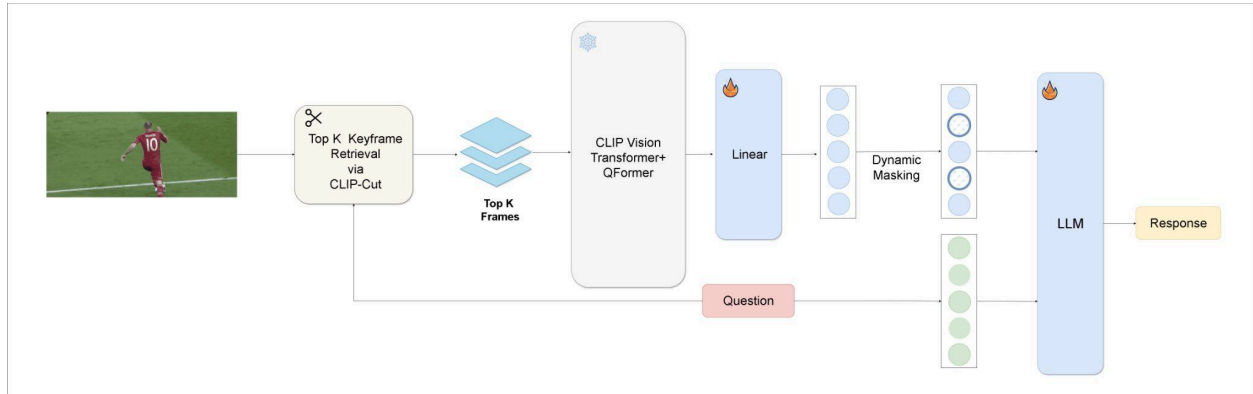 Top K Keyframe
Retrieval
via
CLIP-Cut
10
Top K
Frames
CLIP Vision
Transformer+
QFormer
Linear
Dynamic
Masking
LLM
Response
Question